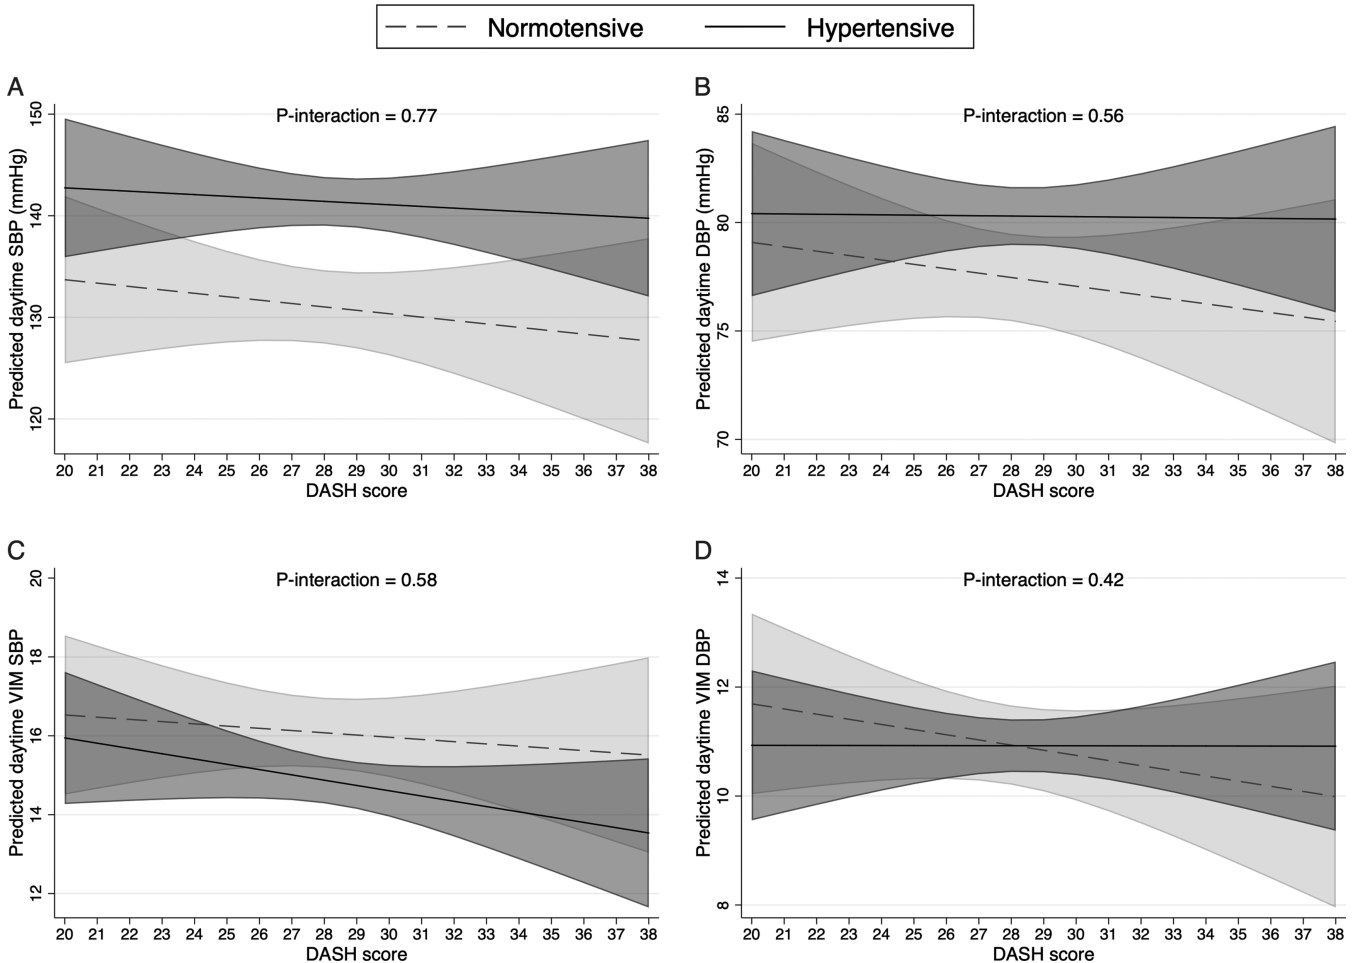 Normotensive Hypertensive
A
P-interaction = 0.77
Predicted daytime SBP (mmHg)
150
140
130
120
20 21 22 23 24 25 26 27 28 29 30 31 32 33 34 35 36 37 38
DASH score
B
P-interaction = 0.56
Predicted daytime DBP (mmHg)
85
80
75
70
20 21 22 23 24 25 26 27 28 29 30 31 32 33 34 35 36 37 38
DASH score
C
P-interaction = 0.58
Predicted daytime VIM SBP
20
18
16
14
12
20 21 22 23 24 25 26 27 28 29 30 31 32 33 34 35 36 37 38
DASH score
D
P-interaction = 0.42
Predicted daytime VIM DBP
14
12
10
8
20 21 22 23 24 25 26 27 28 29 30 31 32 33 34 35 36 37 38
DASH score